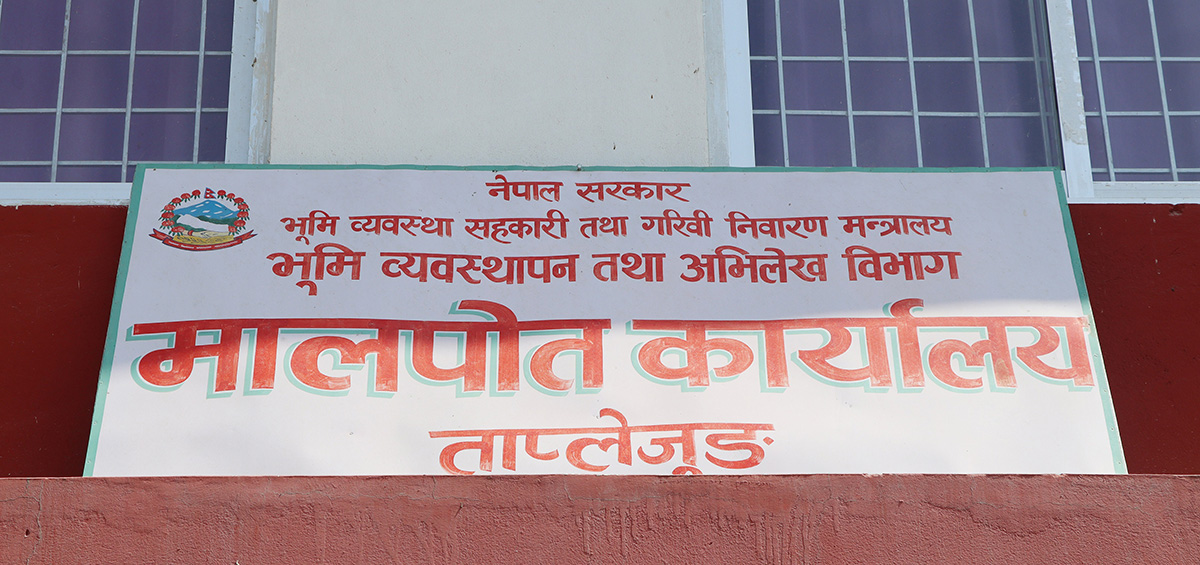 नेपाल सरकार
भूमि व्यवस्था सहकारी तथा गरिवी निवारण मन्त्रालय
भूमि व्यवस्थापन तथा अभिलेख विभाग
मालपोत कार्यालय
ताप्लेजूङ